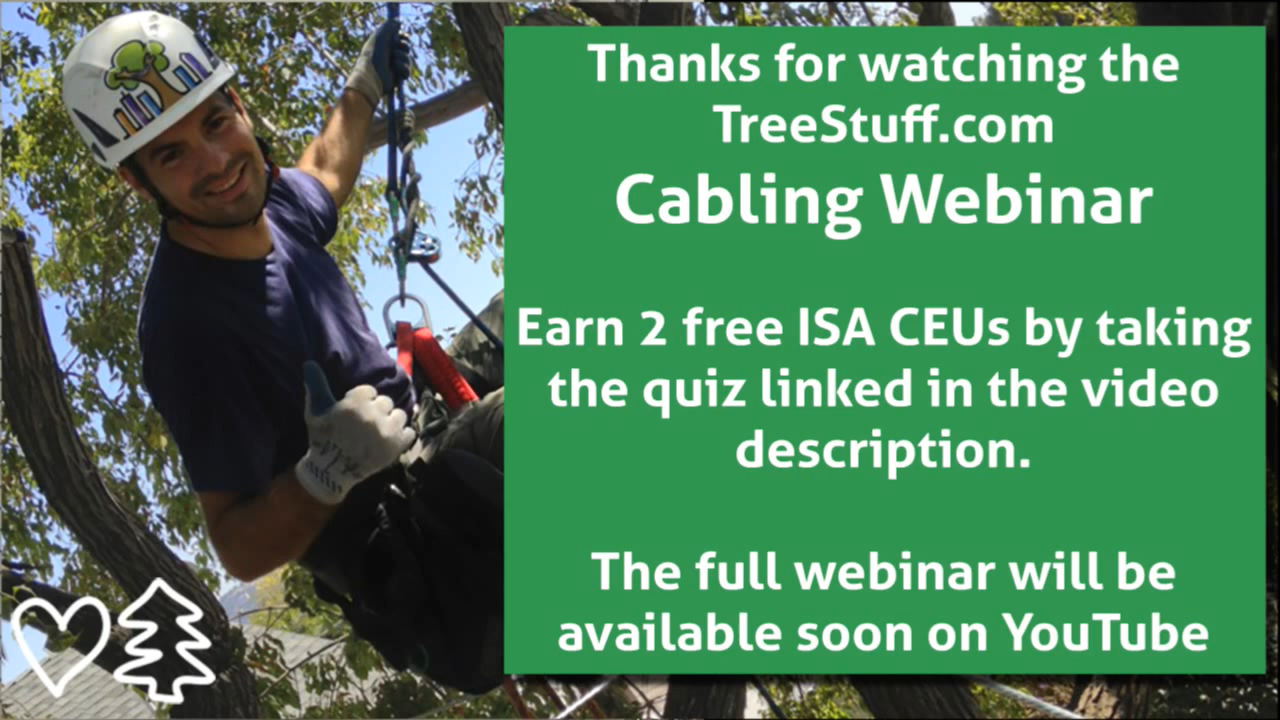 Thanks for watching the
TreeStuff.com
Cabling Webinar
Earn 2 free ISA CEUs by taking
the quiz linked in the video
description.
The full webinar will be
available soon on YouTube